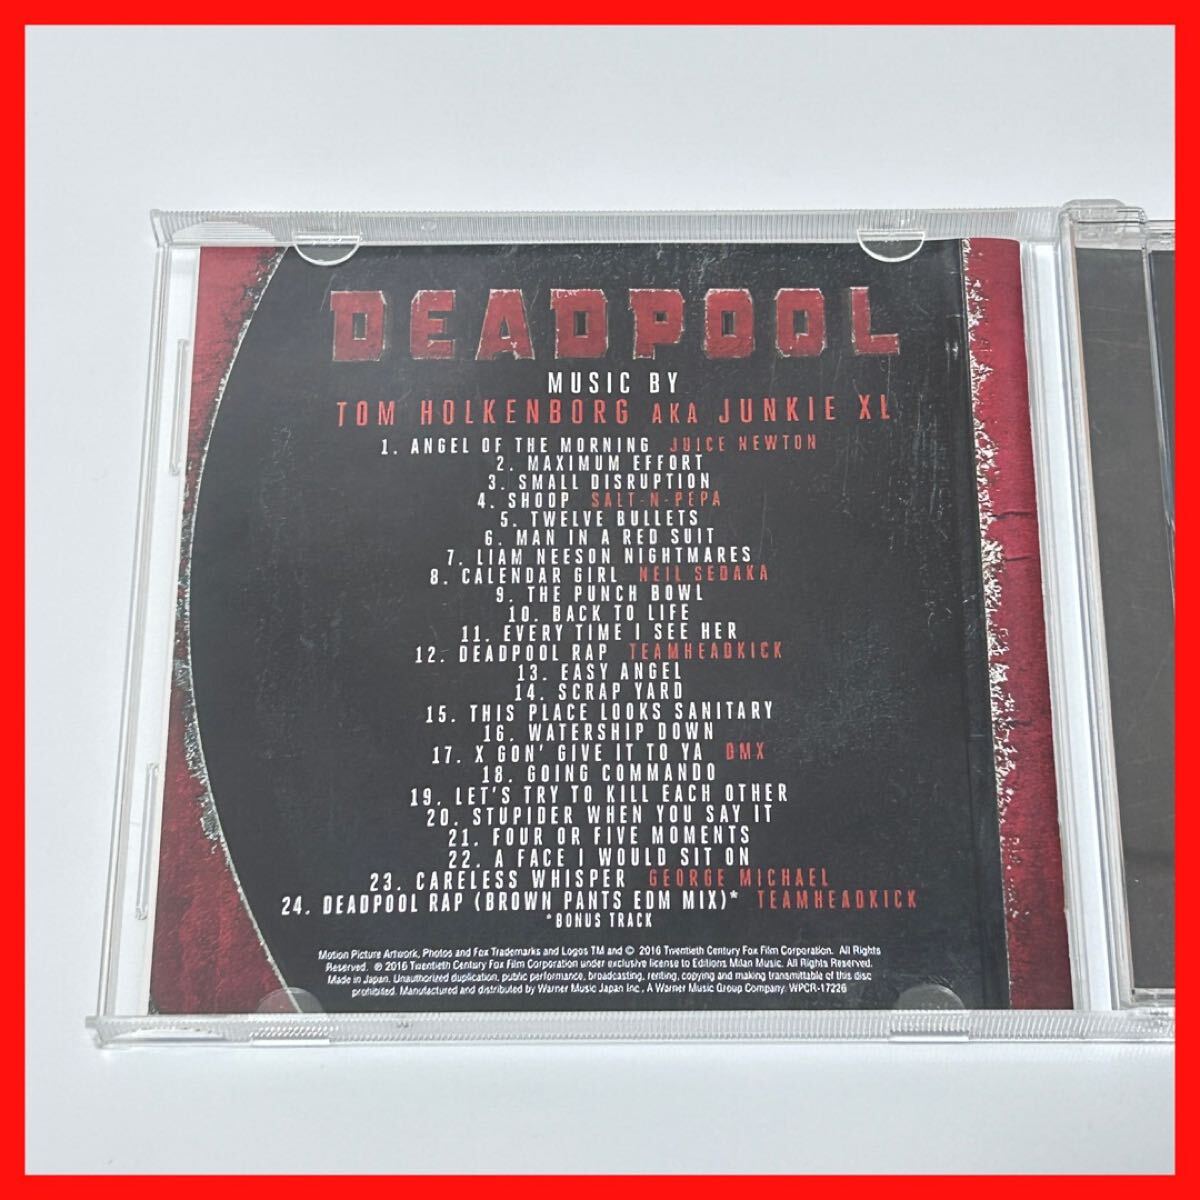 DEADPOOL
MUSIC BY
TOM HOLKENBORG AKA JUNKIE XL
1. ANGEL OF THE MORNING JUICE NEWTON
2. MAXIMUM EFFORT
3. SMALL DISRUPTION
4. SHOOP SALT-N-PEPA
5. TWELVE BULLETS
6. MAN IN A RED SUIT
7. LIAM NEESON NIGHTMARES
8. CALENDAR GIRL NEIL SEDAKA
9. THE PUNCH BOWL
10. BACK TO LIFE
11. EVERY TIME I SEE HER
12. DEADPOOL RAP TEAMHEADKICK
13. EASY ANGEL
14. SCRAP YARD
15. THIS PLACE LOOKS SANITARY
16. WATERSHIP DOWN
17. X GON' GIVE IT TO YA DMX
18. GOING COMMANDO
19. LET'S TRY TO KILL EACH OTHER
20. STUPIDER WHEN YOU SAY IT
21. FOUR OR FIVE MOMENTS
22. A FACE I WOULD SIT ON
23. CARELESS WHISPER GEORGE MICHAEL
24. DEADPOOL RAP (BROWN PANTS EDM MIX)* TEAMHEADKICK
*BONUS TRACK
Motion Picture Artwork, Photos and Fox Trademarks and Logos TM and © 2016 Twentieth Century Fox Film Corporation. All Rights
Reserved. ℗ 2016 Twentieth Century Fox Film Corporation under exclusive license to Editions Milan Music. All Rights Reserved.
Made in Japan. Unauthorized duplication, public performance, broadcasting, renting, copying and making transmittable of this disc
prohibited. Manufactured and distributed by Warner Music Japan Inc., A Warner Music Group Company. WPCR-17226